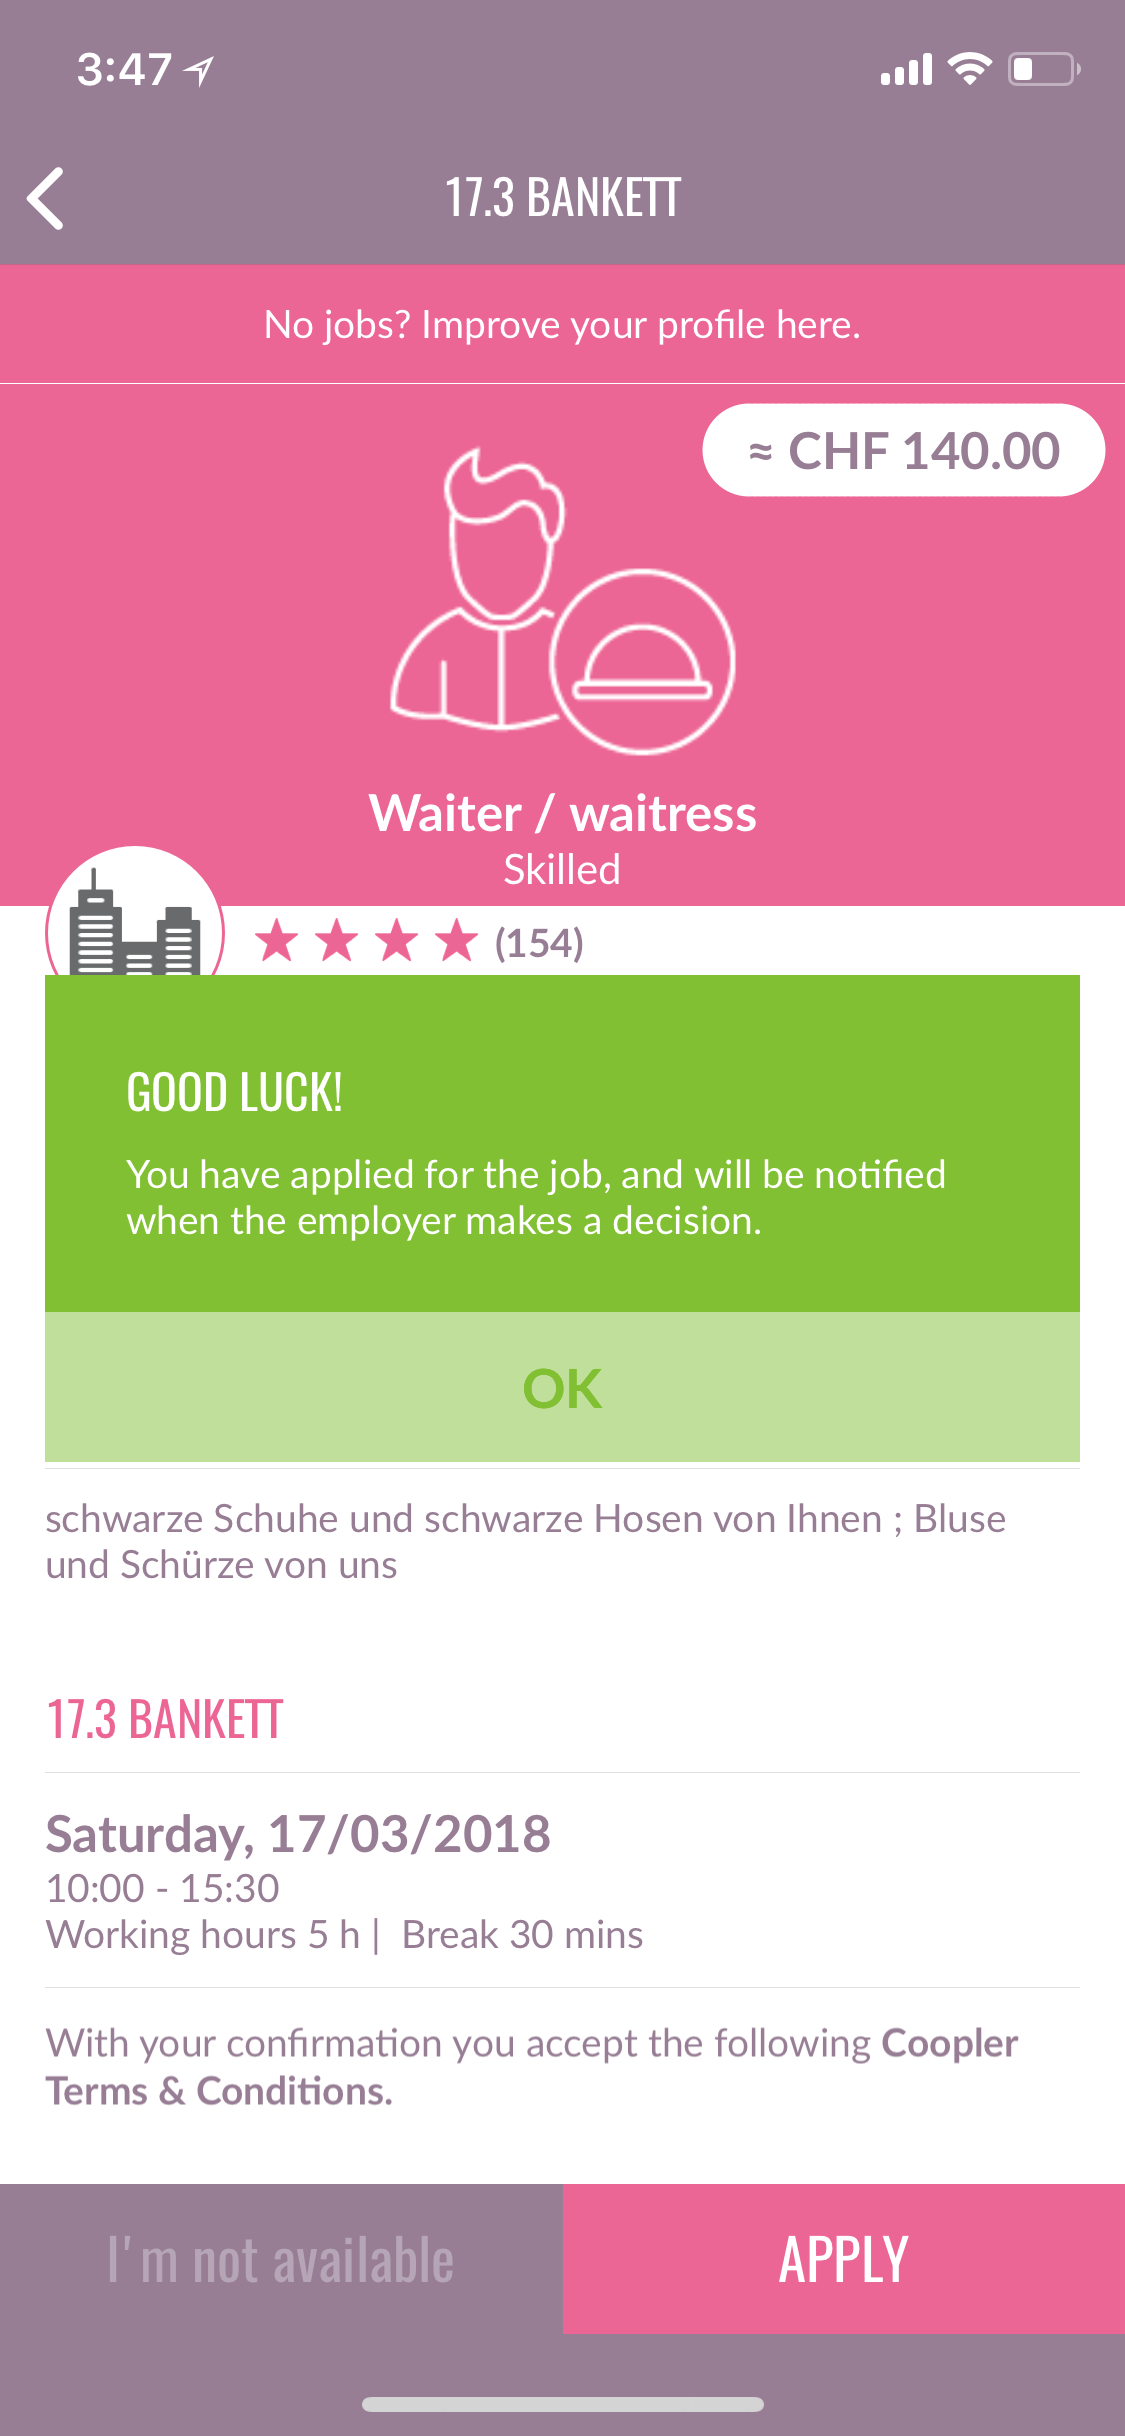 3:47
17.3 BANKETT
No jobs? Improve your profile here.
≈ CHF 140.00
Waiter / waitress
Skilled
(154)
GOOD LUCK!
You have applied for the job, and will be notified
when the employer makes a decision.
OK
schwarze Schuhe und schwarze Hosen von Ihnen ; Bluse
und Schürze von uns
17.3 BANKETT
Saturday, 17/03/2018
10:00 - 15:30
Working hours 5 h | Break 30 mins
With your confirmation you accept the following Coopler
Terms & Conditions.
I'm not available
APPLY